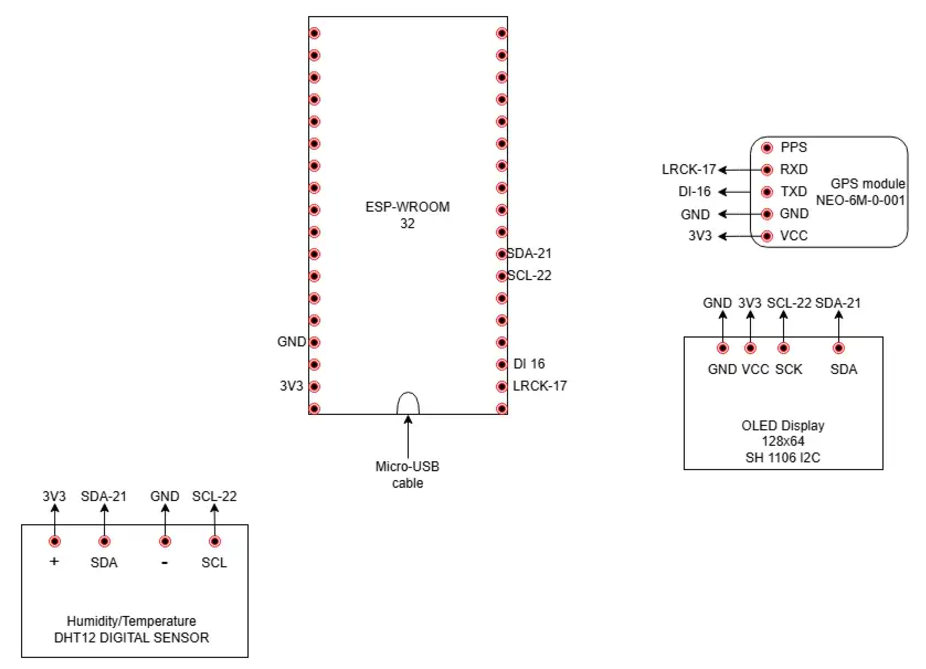 ESP-WROOM
32
SDA-21
SCL-22
GND
DI 16
3V3
LRCK-17
Micro-USB
cable
PPS
LRCK-17 RXD
DI-16 TXD
GND GND
3V3 VCC
GPS module
NEO-6M-0-001
GND 3V3 SCL-22 SDA-21
GND VCC SCK SDA
OLED Display
128x64
SH 1106 I2C
3V3 SDA-21 GND SCL-22
+ SDA - SCL
Humidity/Temperature
DHT12 DIGITAL SENSOR